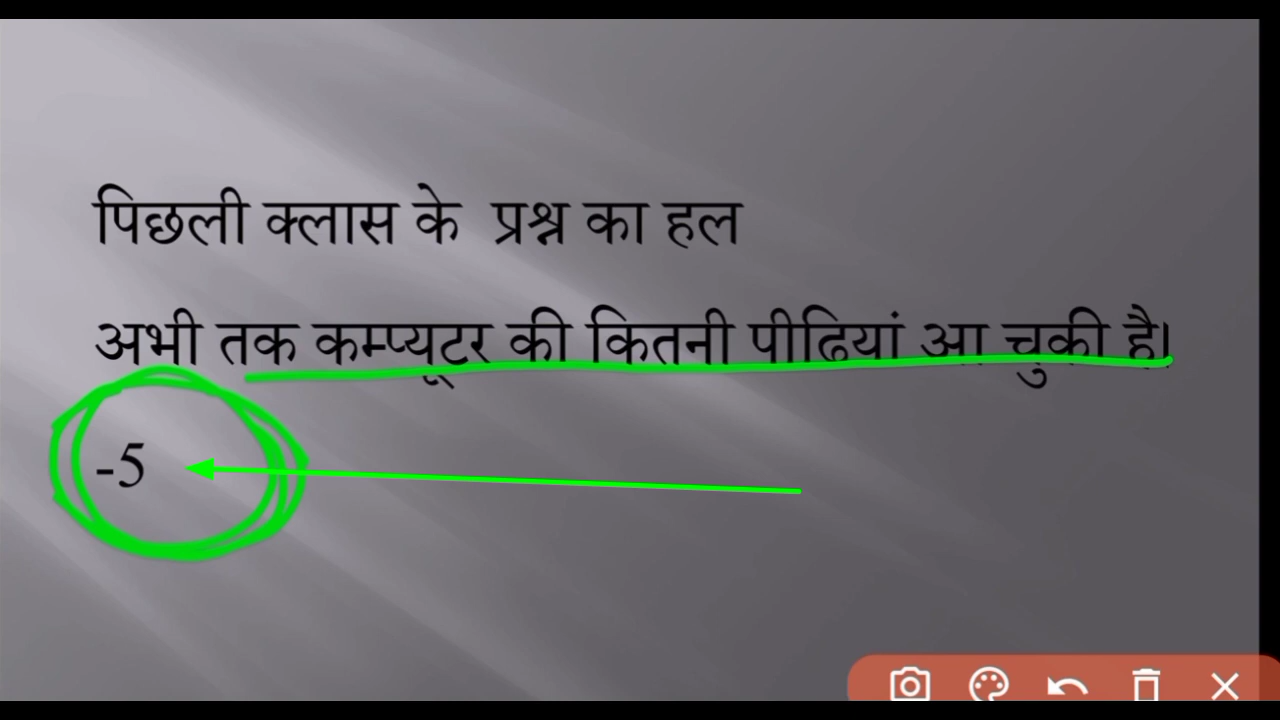 पिछली क्लास के प्रश्न का हल
अभी तक कम्प्यूटर की कितनी पीढियां आ चुकी है।
-5